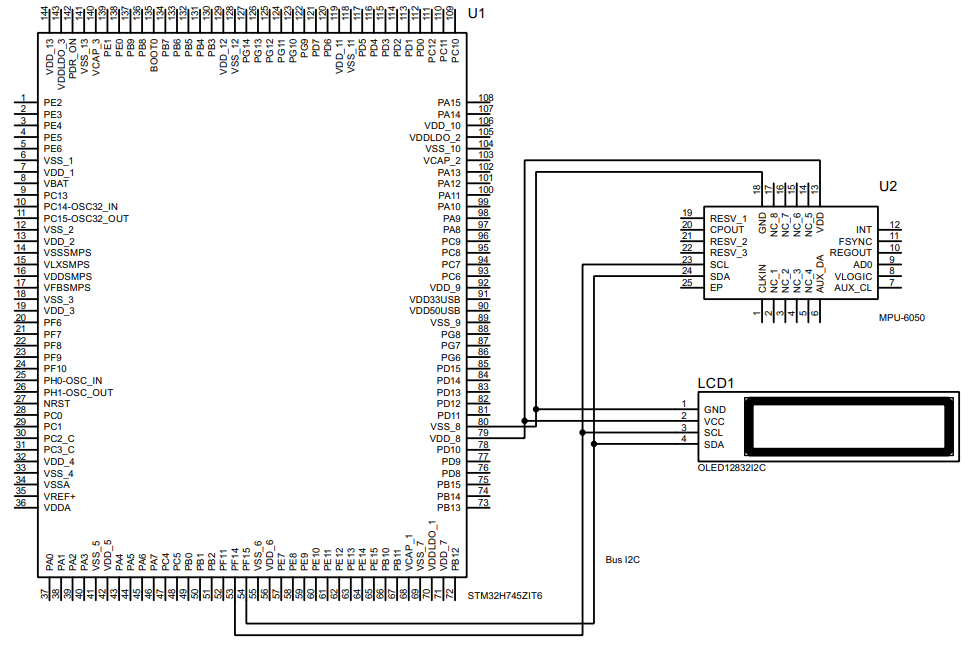 U1
144 143 142 141 140 139 138 137 136 135 134 133 132 131 130 129 128 127 126 125 124 123 122 121 120 119 118 117 116 115 114 113 112 111 110 109
VDD_13 VDDLDO_3 PDR_ON VSS_13 VCAP_3 PE1 PE0 PB9 PB8 BOOT0 PB7 PB6 PB5 PB4 PB3 VDD_12 VSS_12 PG14 PG13 PG12 PG11 PG10 PG9 PD7 PD6 VDD_11 VSS_11 PD5 PD4 PD3 PD2 PD1 PD0 PC12 PC11 PC10
1 PE2
2 PE3
3 PE4
4 PE5
5 PE6
6 VSS_1
7 VDD_1
8 VBAT
9 PC13
10 PC14-OSC32_IN
11 PC15-OSC32_OUT
12 VSS_2
13 VDD_2
14 VSSSMPS
15 VLXSMPS
16 VDDSMPS
17 VFBSMPS
18 VSS_3
19 VDD_3
20 PF6
21 PF7
22 PF8
23 PF9
24 PF10
25 PH0-OSC_IN
26 PH1-OSC_OUT
27 NRST
28 PC0
29 PC1
30 PC2_C
31 PC3_C
32 VDD_4
33 VSS_4
34 VSSA
35 VREF+
36 VDDA
PA15 108
PA14 107
VDD_10 106
VDDLDO_2 105
VSS_10 104
VCAP_2 103
PA13 102
PA12 101
PA11 100
PA10 99
PA9 98
PA8 97
PC9 96
PC8 95
PC7 94
PC6 93
VDD_9 92
VDD33USB 91
VDD50USB 90
VSS_9 89
PG8 88
PG7 87
PG6 86
PD15 85
PD14 84
PD13 83
PD12 82
PD11 81
VSS_8 80
VDD_8 79
PD10 78
PD9 77
PD8 76
PB15 75
PB14 74
PB13 73
PA0 PA1 PA2 PA3 VSS_5 VDD_5 PA4 PA5 PA6 PA7 PC4 PC5 PB0 PB1 PB2 PF11 PF14 PF15 VSS_6 VDD_6 PE7 PE8 PE9 PE10 PE11 PE12 PE13 PE14 PE15 PB10 PB11 VCAP_1 VSS_7 VDDLDO_1 VDD_7 PB12
37 38 39 40 41 42 43 44 45 46 47 48 49 50 51 52 53 54 55 56 57 58 59 60 61 62 63 64 65 66 67 68 69 70 71 72
STM32H745ZIT6
U2
18 17 16 15 14 13
GND NC_8 NC_7 NC_6 NC_5 VDD
19 RESV_1
20 CPOUT
21 RESV_2
22 RESV_3
23 SCL
24 SDA
25 EP
INT 12
FSYNC 11
REGOUT 10
AD0 9
VLOGIC 8
AUX_CL 7
CLKIN NC_1 NC_2 NC_3 NC_4 AUX_DA
1 2 3 4 5 6
MPU-6050
LCD1
1 GND
2 VCC
3 SCL
4 SDA
OLED12832I2C
Bus I2C